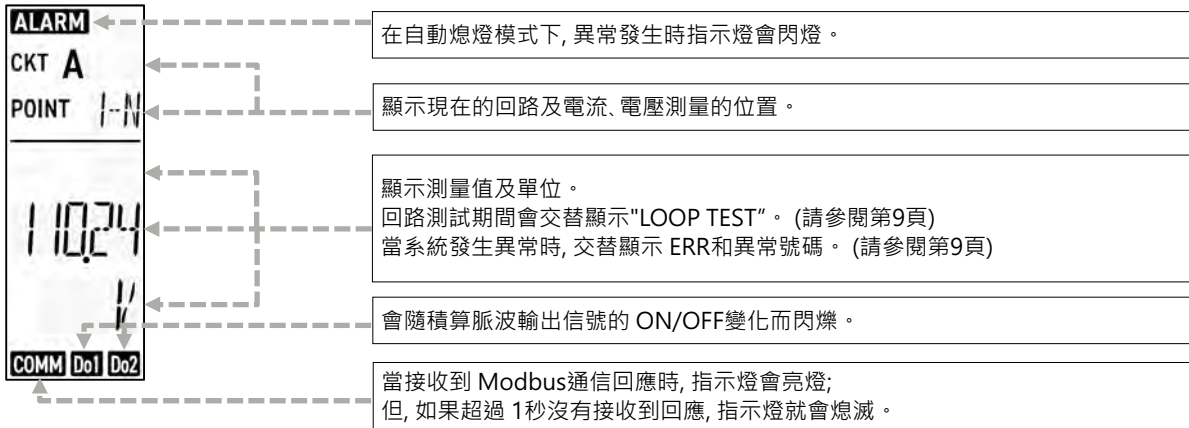 ALARM
在自動熄燈模式下, 異常發生時指示燈會閃燈。
CKT A
POINT 1-N
顯示現在的回路及電流、電壓測量的位置。
110.24
V
顯示測量值及單位。
回路測試期間會交替顯示"LOOP TEST”。 (請參閱第9頁)
當系統發生異常時, 交替顯示 ERR和異常號碼。 (請參閱第9頁)
會隨積算脈波輸出信號的 ON/OFF變化而閃爍。
COMM Do1 Do2
當接收到 Modbus通信回應時, 指示燈會亮燈;
但, 如果超過 1秒沒有接收到回應, 指示燈就會熄滅。